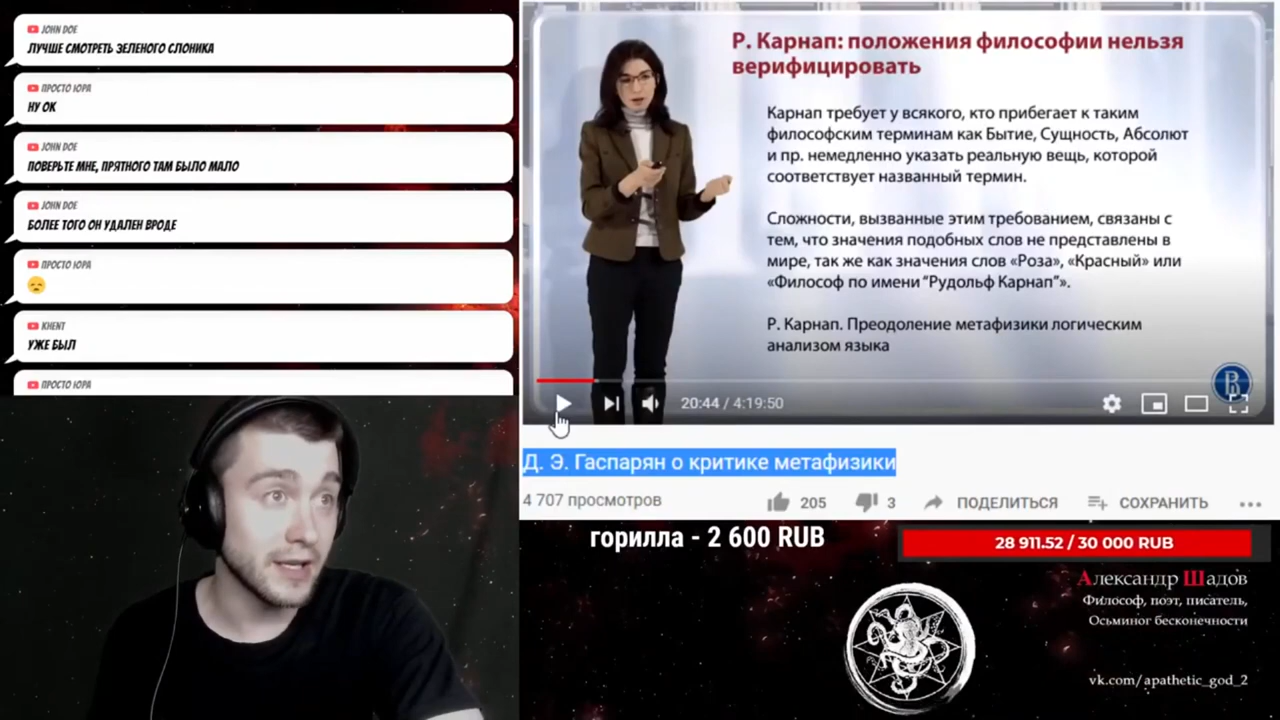 JOHN DOE
ЛУЧШЕ СМОТРЕТЬ ЗЕЛЕНОГО СЛОНИКА
ПРОСТО ЮРА
НУ ОК
JOHN DOE
ПОВЕРЬТЕ МНЕ, ПРЯТНОГО ТАМ БЫЛО МАЛО
JOHN DOE
БОЛЕЕ ТОГО ОН УДАЛЕН ВРОДЕ
ПРОСТО ЮРА
KHENT
УЖЕ БЫЛ
ПРОСТО ЮРА
Р. Карнап: положения философии нельзя
верифицировать
Карнап требует у всякого, кто прибегает к таким
философским терминам как Бытие, Сущность, Абсолют
и пр. немедленно указать реальную вещь, которой
соответствует названный термин.
Сложности, вызванные этим требованием, связаны с
тем, что значения подобных слов не представлены в
мире, так же как значения слов «Роза», «Красный» или
«Философ по имени “Рудольф Карнап”».
Р. Карнап. Преодоление метафизики логическим
анализом языка
20:44 / 4:19:50
Д. Э. Гаспарян о критике метафизики
4 707 просмотров
205
3
ПОДЕЛИТЬСЯ
СОХРАНИТЬ
горилла - 2 600 RUB
28 911.52 / 30 000 RUB
Александр Шадов
Философ, поэт, писатель,
Осьминог бесконечности
vk.com/apathetic_god_2